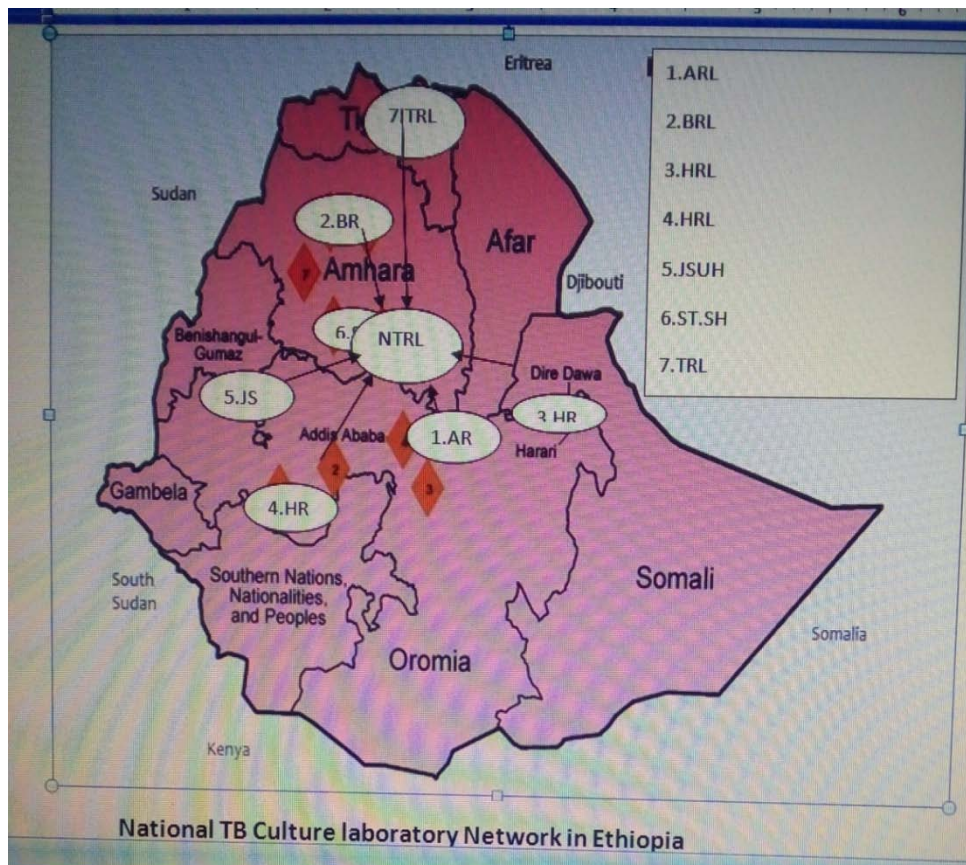 Eritrea
1.ARL
2.BRL
3.HRL
4.HRL
5.JSUH
6.ST.SH
7.TRL
7.TRL
Sudan
2.BR
Afar
Amhara
Djibouti
6.S
NTRL
Benishangul-
Gumaz
Dire Dawa
5.JS
3.HR
Addis Ababa
1.AR
Harari
2
3
Gambela
4.HR
South
Sudan
Southern Nations,
Nationalities,
and Peoples
Somali
Somalia
Oromia
Kenya
National TB Culture laboratory Network in Ethiopia